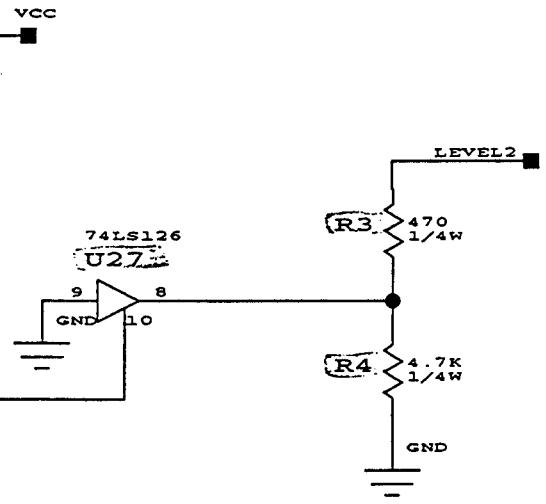 VCC
LEVEL2
R3 470
1/4W
74LS126
U27
9 8
GND 10
R4 4.7K
1/4W
GND